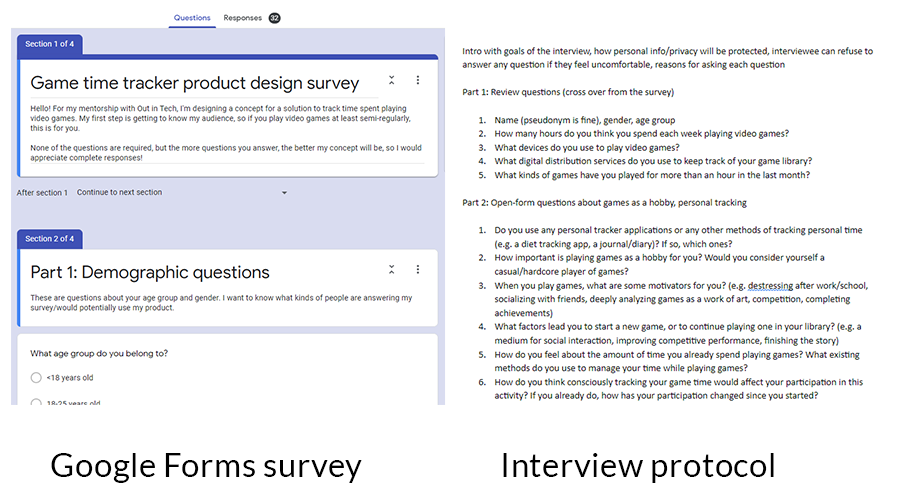 Questions Responses 32
Section 1 of 4
Game time tracker product design survey
Hello! For my mentorship with Out in Tech, I'm designing a concept for a solution to track time spent playing
video games. My first step is getting to know my audience, so if you play video games at least semi-regularly,
this is for you.
None of the questions are required, but the more questions you answer, the better my concept will be, so I would
appreciate complete responses!
After section 1 Continue to next section
Section 2 of 4
Part 1: Demographic questions
These are questions about your age group and gender. I want to know what kinds of people are answering my
survey/would potentially use my product.
What age group do you belong to?
<18 years old
18-25 years old
Google Forms survey
Intro with goals of the interview, how personal info/privacy will be protected, interviewee can refuse to
answer any question if they feel uncomfortable, reasons for asking each question
Part 1: Review questions (cross over from the survey)
1. Name (pseudonym is fine), gender, age group
2. How many hours do you think you spend each week playing video games?
3. What devices do you use to play video games?
4. What digital distribution services do you use to keep track of your game library?
5. What kinds of games have you played for more than an hour in the last month?
Part 2: Open-form questions about games as a hobby, personal tracking
1. Do you use any personal tracker applications or any other methods of tracking personal time
(e.g. a diet tracking app, a journal/diary)? If so, which ones?
2. How important is playing games as a hobby for you? Would you consider yourself a
casual/hardcore player of games?
3. When you play games, what are some motivators for you? (e.g. destressing after work/school,
socializing with friends, deeply analyzing games as a work of art, competition, completing
achievements)
4. What factors lead you to start a new game, or to continue playing one in your library? (e.g. a
medium for social interaction, improving competitive performance, finishing the story)
5. How do you feel about the amount of time you already spend playing games? What existing
methods do you use to manage your time while playing games?
6. How do you think consciously tracking your game time would affect your participation in this
activity? If you already do, how has your participation changed since you started?
Interview protocol